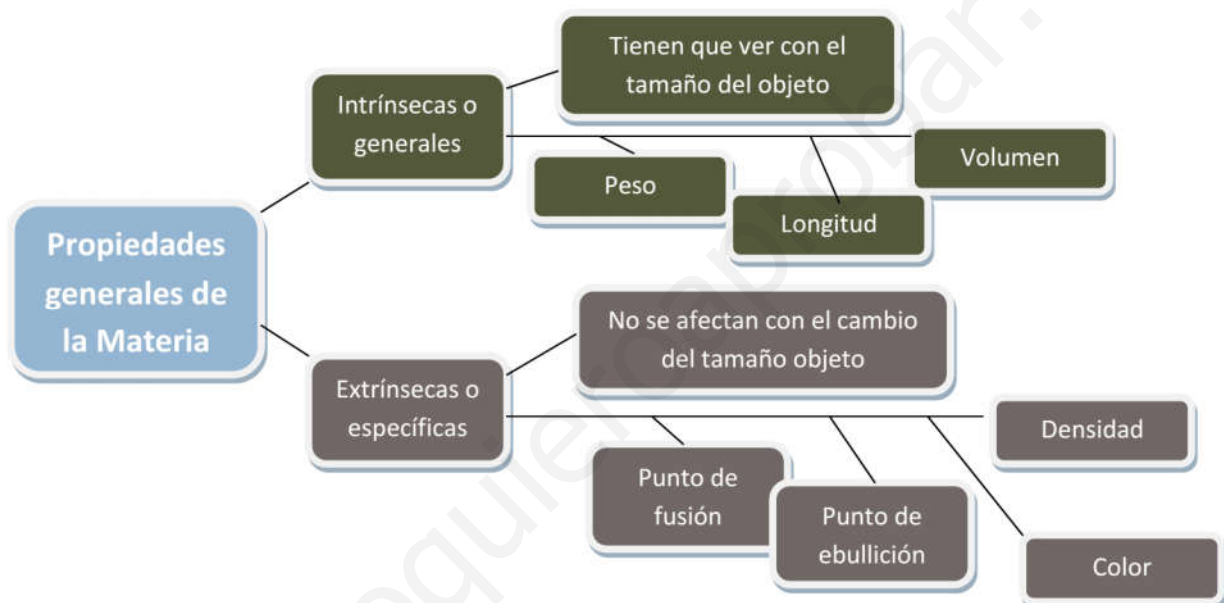 Tienen que ver con el
tamaño del objeto
Intrínsecas o
generales
Volumen
Peso
Longitud
Propiedades
generales de
la Materia
No se afectan con el cambio
del tamaño objeto
Extrínsecas o
específicas
Densidad
Punto de
fusión
Punto de
ebullición
Color
quieroaprobar.